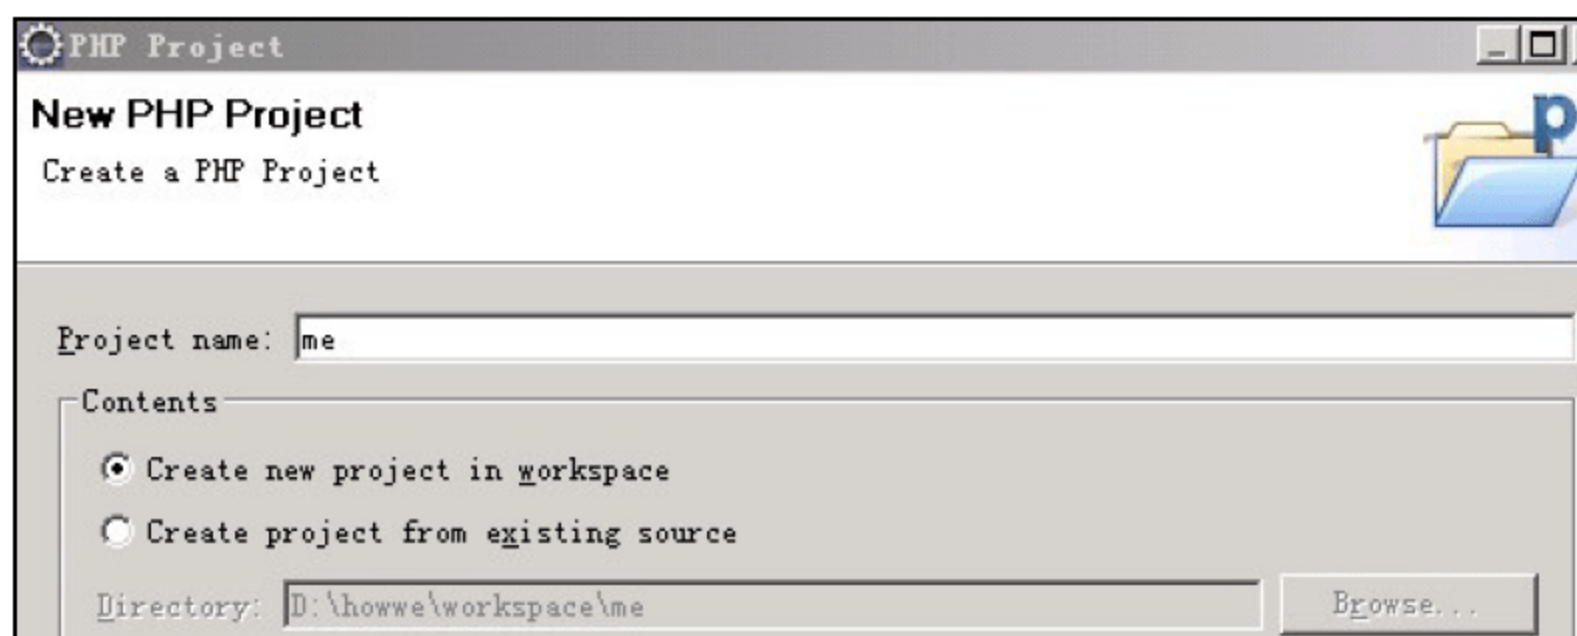 PHP Project
New PHP Project
Create a PHP Project
p
Project name: me
Contents
Create new project in workspace
Create project from existing source
Directory: D:\howwe\workspace\me Browse...